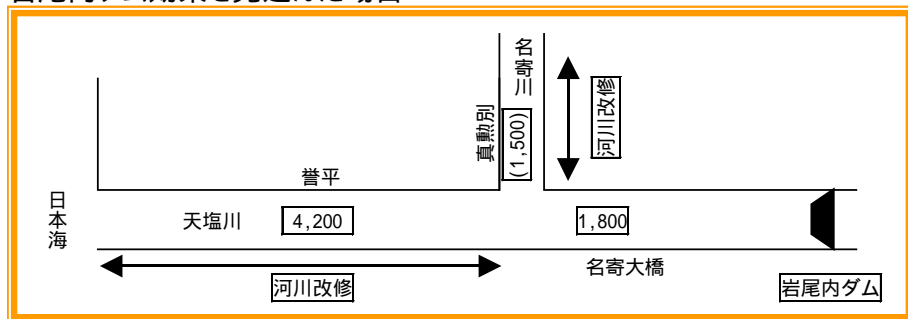 名寄川
河川改修
真勲別
(1,500)
誉平
日本海
天塩川
4,200
1,800
名寄大橋
河川改修
岩尾内ダム